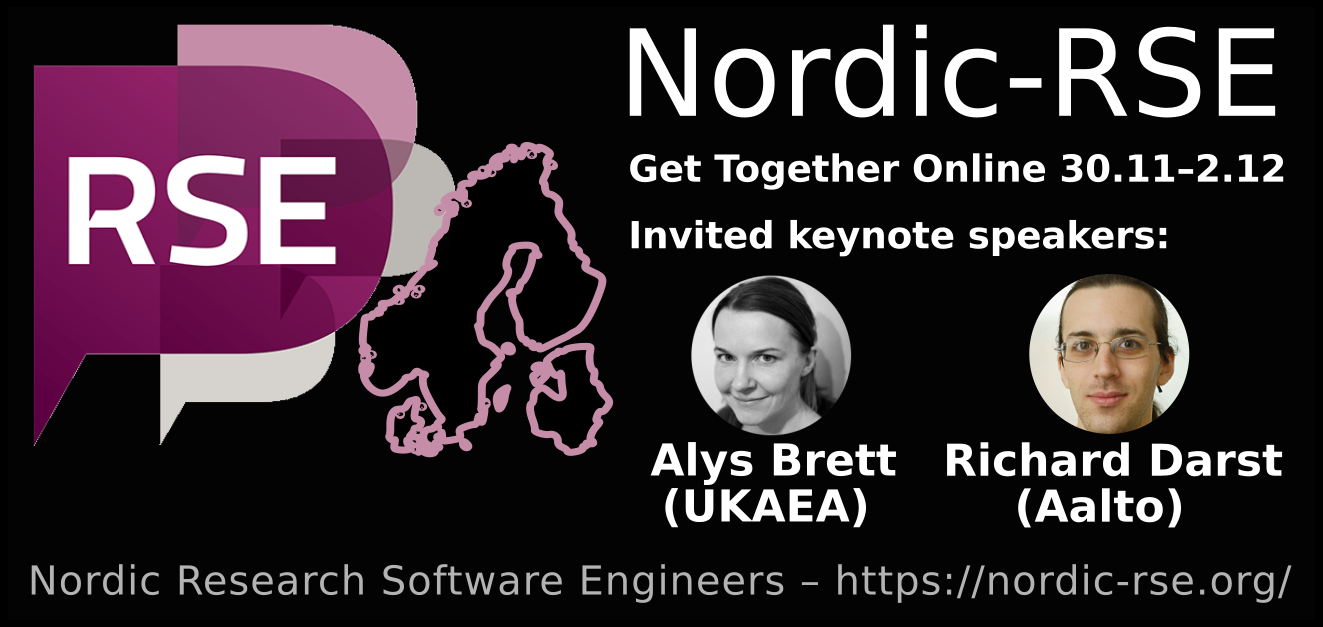 RSE
Nordic-RSE
Get Together Online 30.11–2.12
Invited keynote speakers:
Alys Brett
(UKAEA)
Richard Darst
(Aalto)
Nordic Research Software Engineers – https://nordic-rse.org/